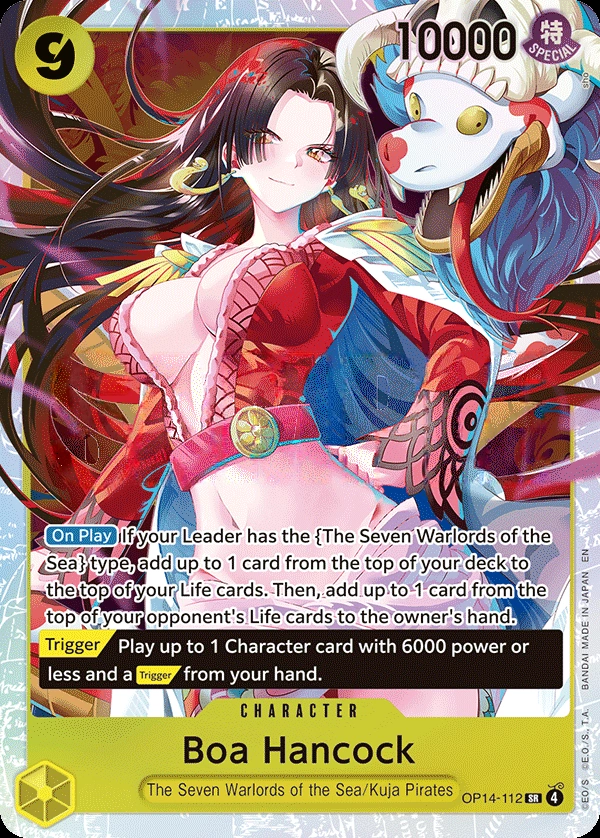 9
10000
特
SPECIAL
sho
On Play If your Leader has the {The Seven Warlords of the
Sea} type, add up to 1 card from the top of your deck to
the top of your Life cards. Then, add up to 1 card from the
top of your opponent's Life cards to the owner's hand.
Trigger Play up to 1 Character card with 6000 power or
less and a Trigger from your hand.
CHARACTER
Boa Hancock
The Seven Warlords of the Sea/Kuja Pirates
OP14-112 SR 4
©E.O./S, T.A. BANDAI MADE IN JAPAN EN
©EO/S